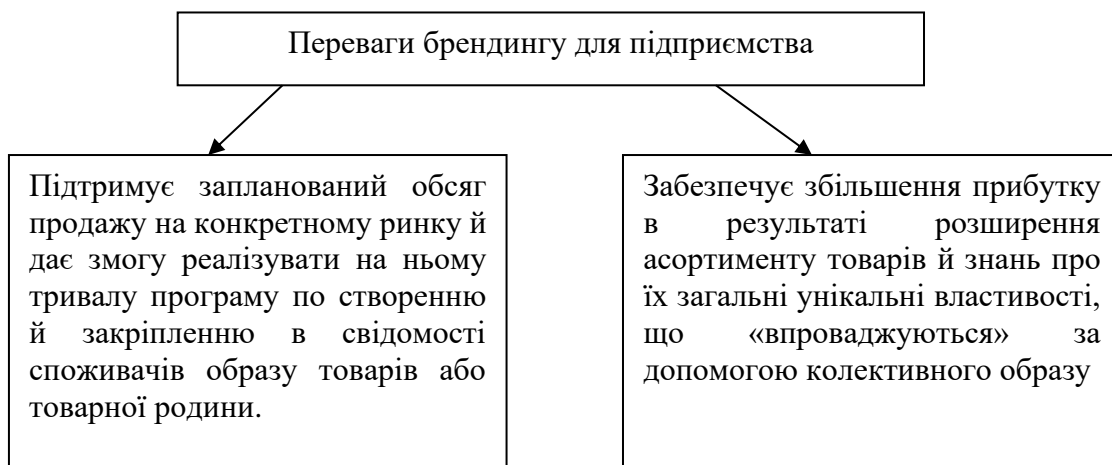 Переваги брендингу для підприємства
Підтримує запланований обсяг
продажу на конкретному ринку й
дає змогу реалізувати на ньому
тривалу програму по створенню
й закріпленню в свідомості
споживачів образу товарів або
товарної родини.
Забезпечує збільшення прибутку
в результаті розширення
асортименту товарів й знань про
їх загальні унікальні властивості,
що «впроваджуються» за
допомогою колективного образу